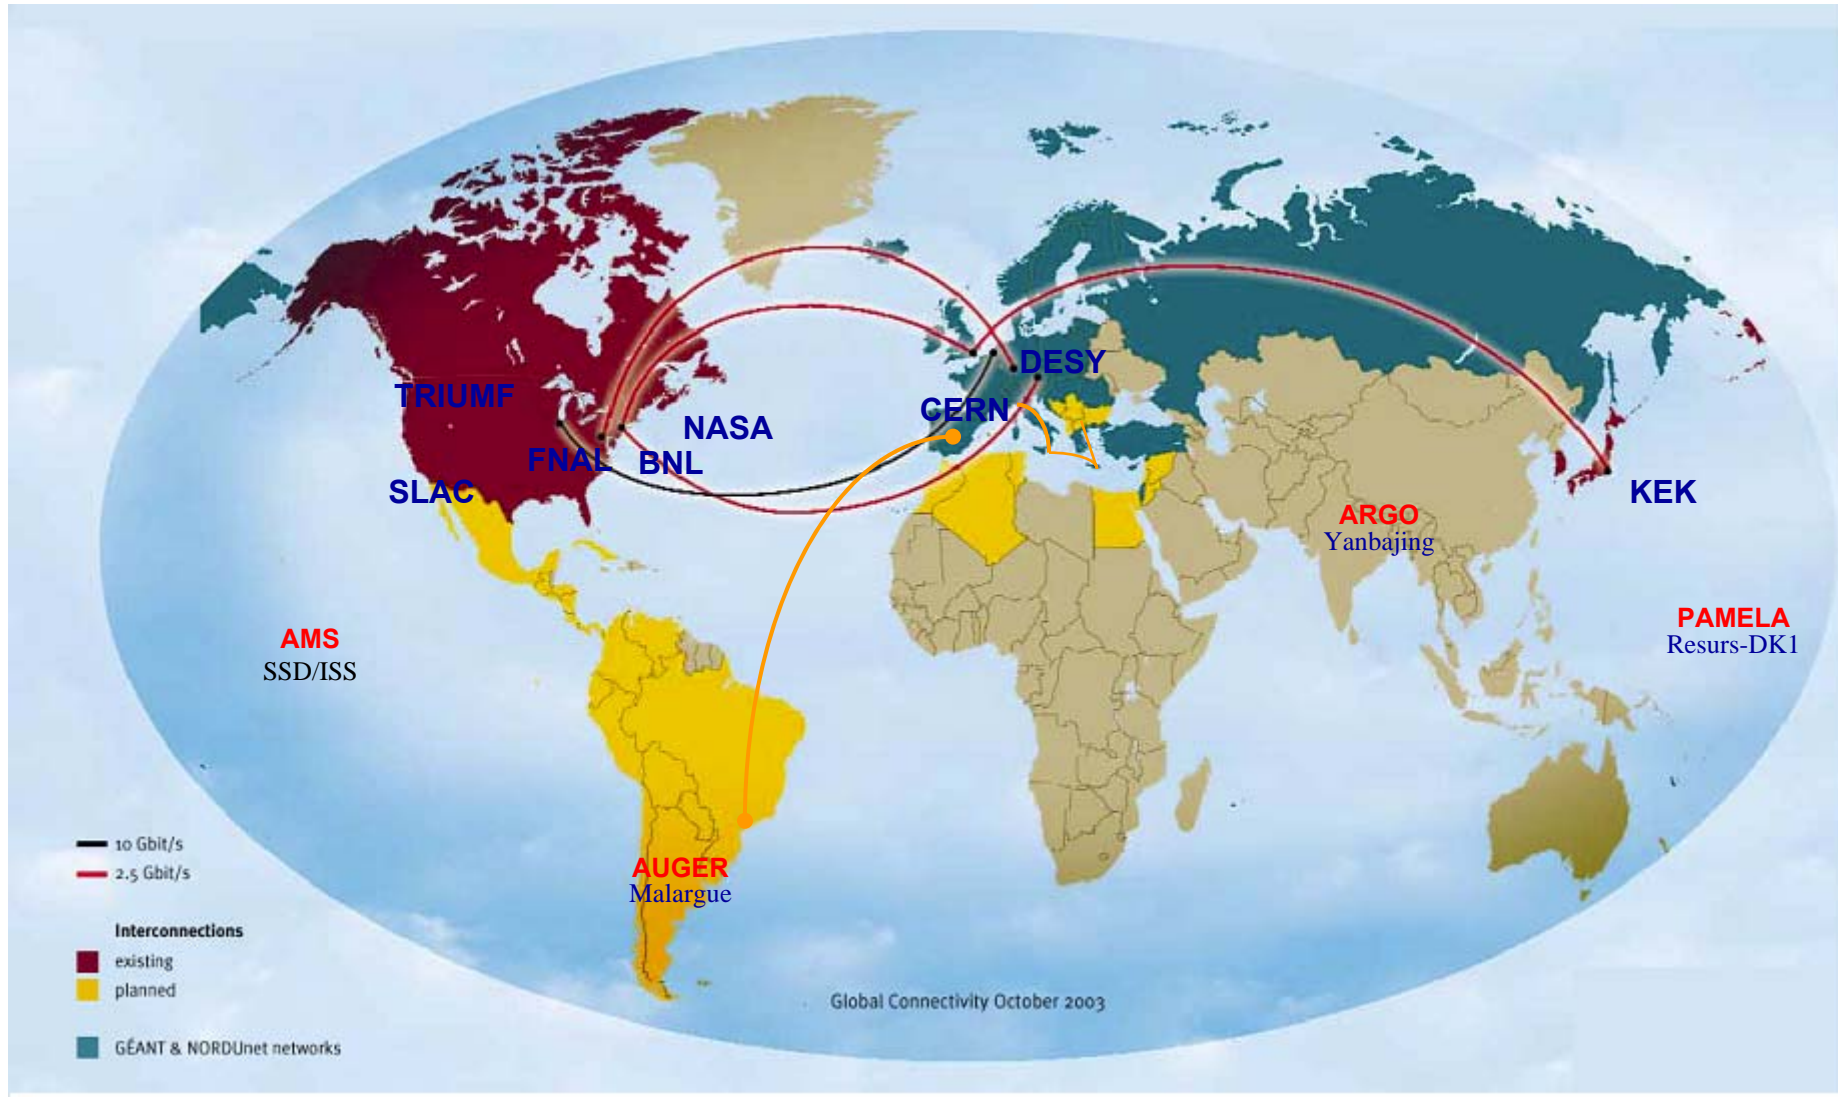 DESY
TRIUMF
CERN
NASA
FNAL
BNL
SLAC
KEK
ARGO
Yanbajing
PAMELA
Resurs-DK1
AMS
SSD/ISS
AUGER
Malargue
10 Gbit/s
2.5 Gbit/s
Interconnections
existing
planned
GÉANT & NORDUnet networks
Global Connectivity October 2003